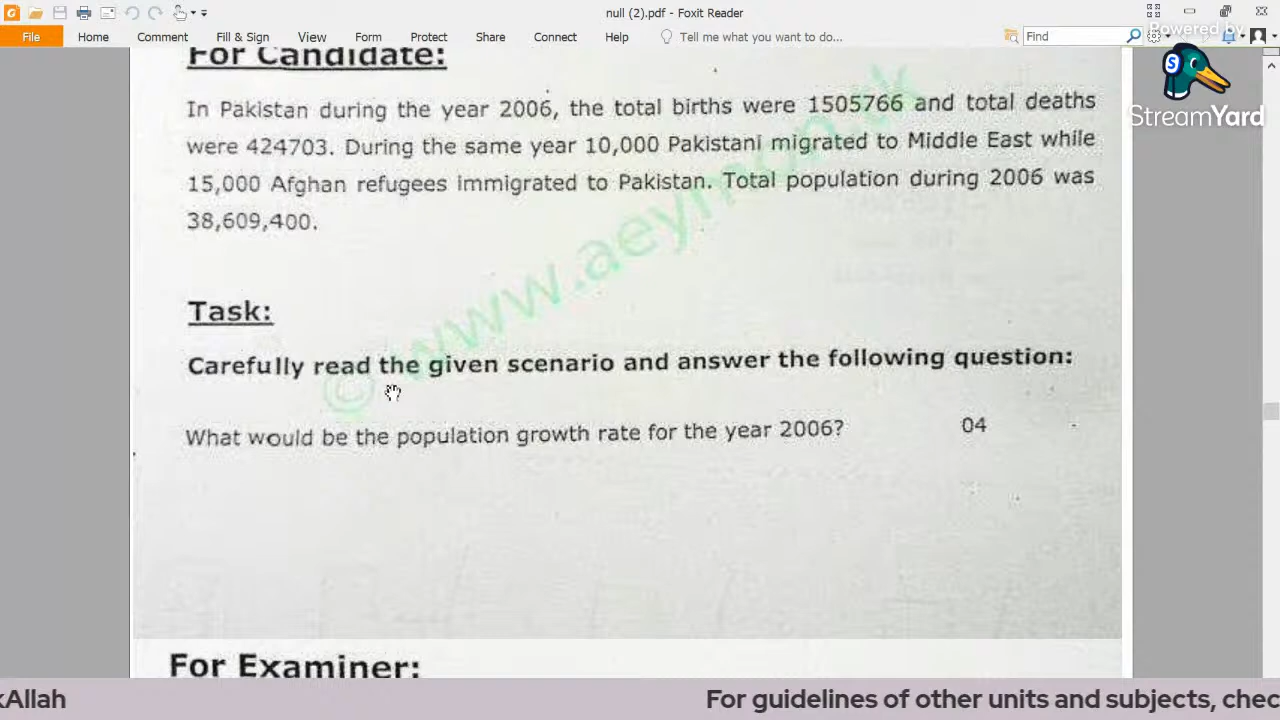 null (2).pdf - Foxit Reader
File Home Comment Fill & Sign View Form Protect Share Connect Help Tell me what you want to do... Find
Powered by
StreamYard
For Candidate:
In Pakistan during the year 2006, the total births were 1505766 and total deaths
were 424703. During the same year 10,000 Pakistani migrated to Middle East while
15,000 Afghan refugees immigrated to Pakistan. Total population during 2006 was
38,609,400.
© www.aeymon.tk
Task:
Carefully read the given scenario and answer the following question:
What would be the population growth rate for the year 2006? 04
For Examiner:
kAllah For guidelines of other units and subjects, chec